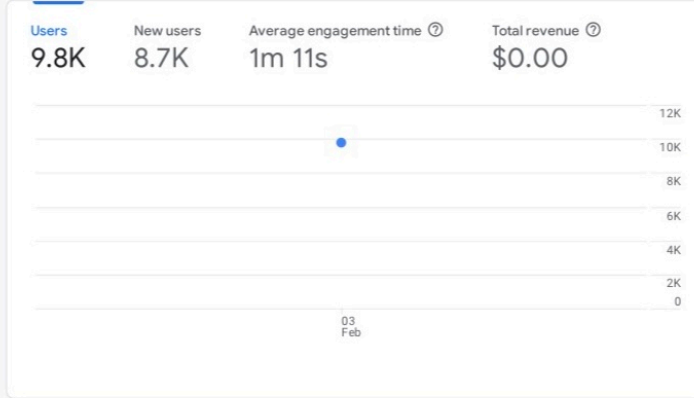 Users New users Average engagement time Total revenue
9.8K 8.7K 1m 11s $0.00
12K
10K
8K
6K
4K
2K
0
03
Feb